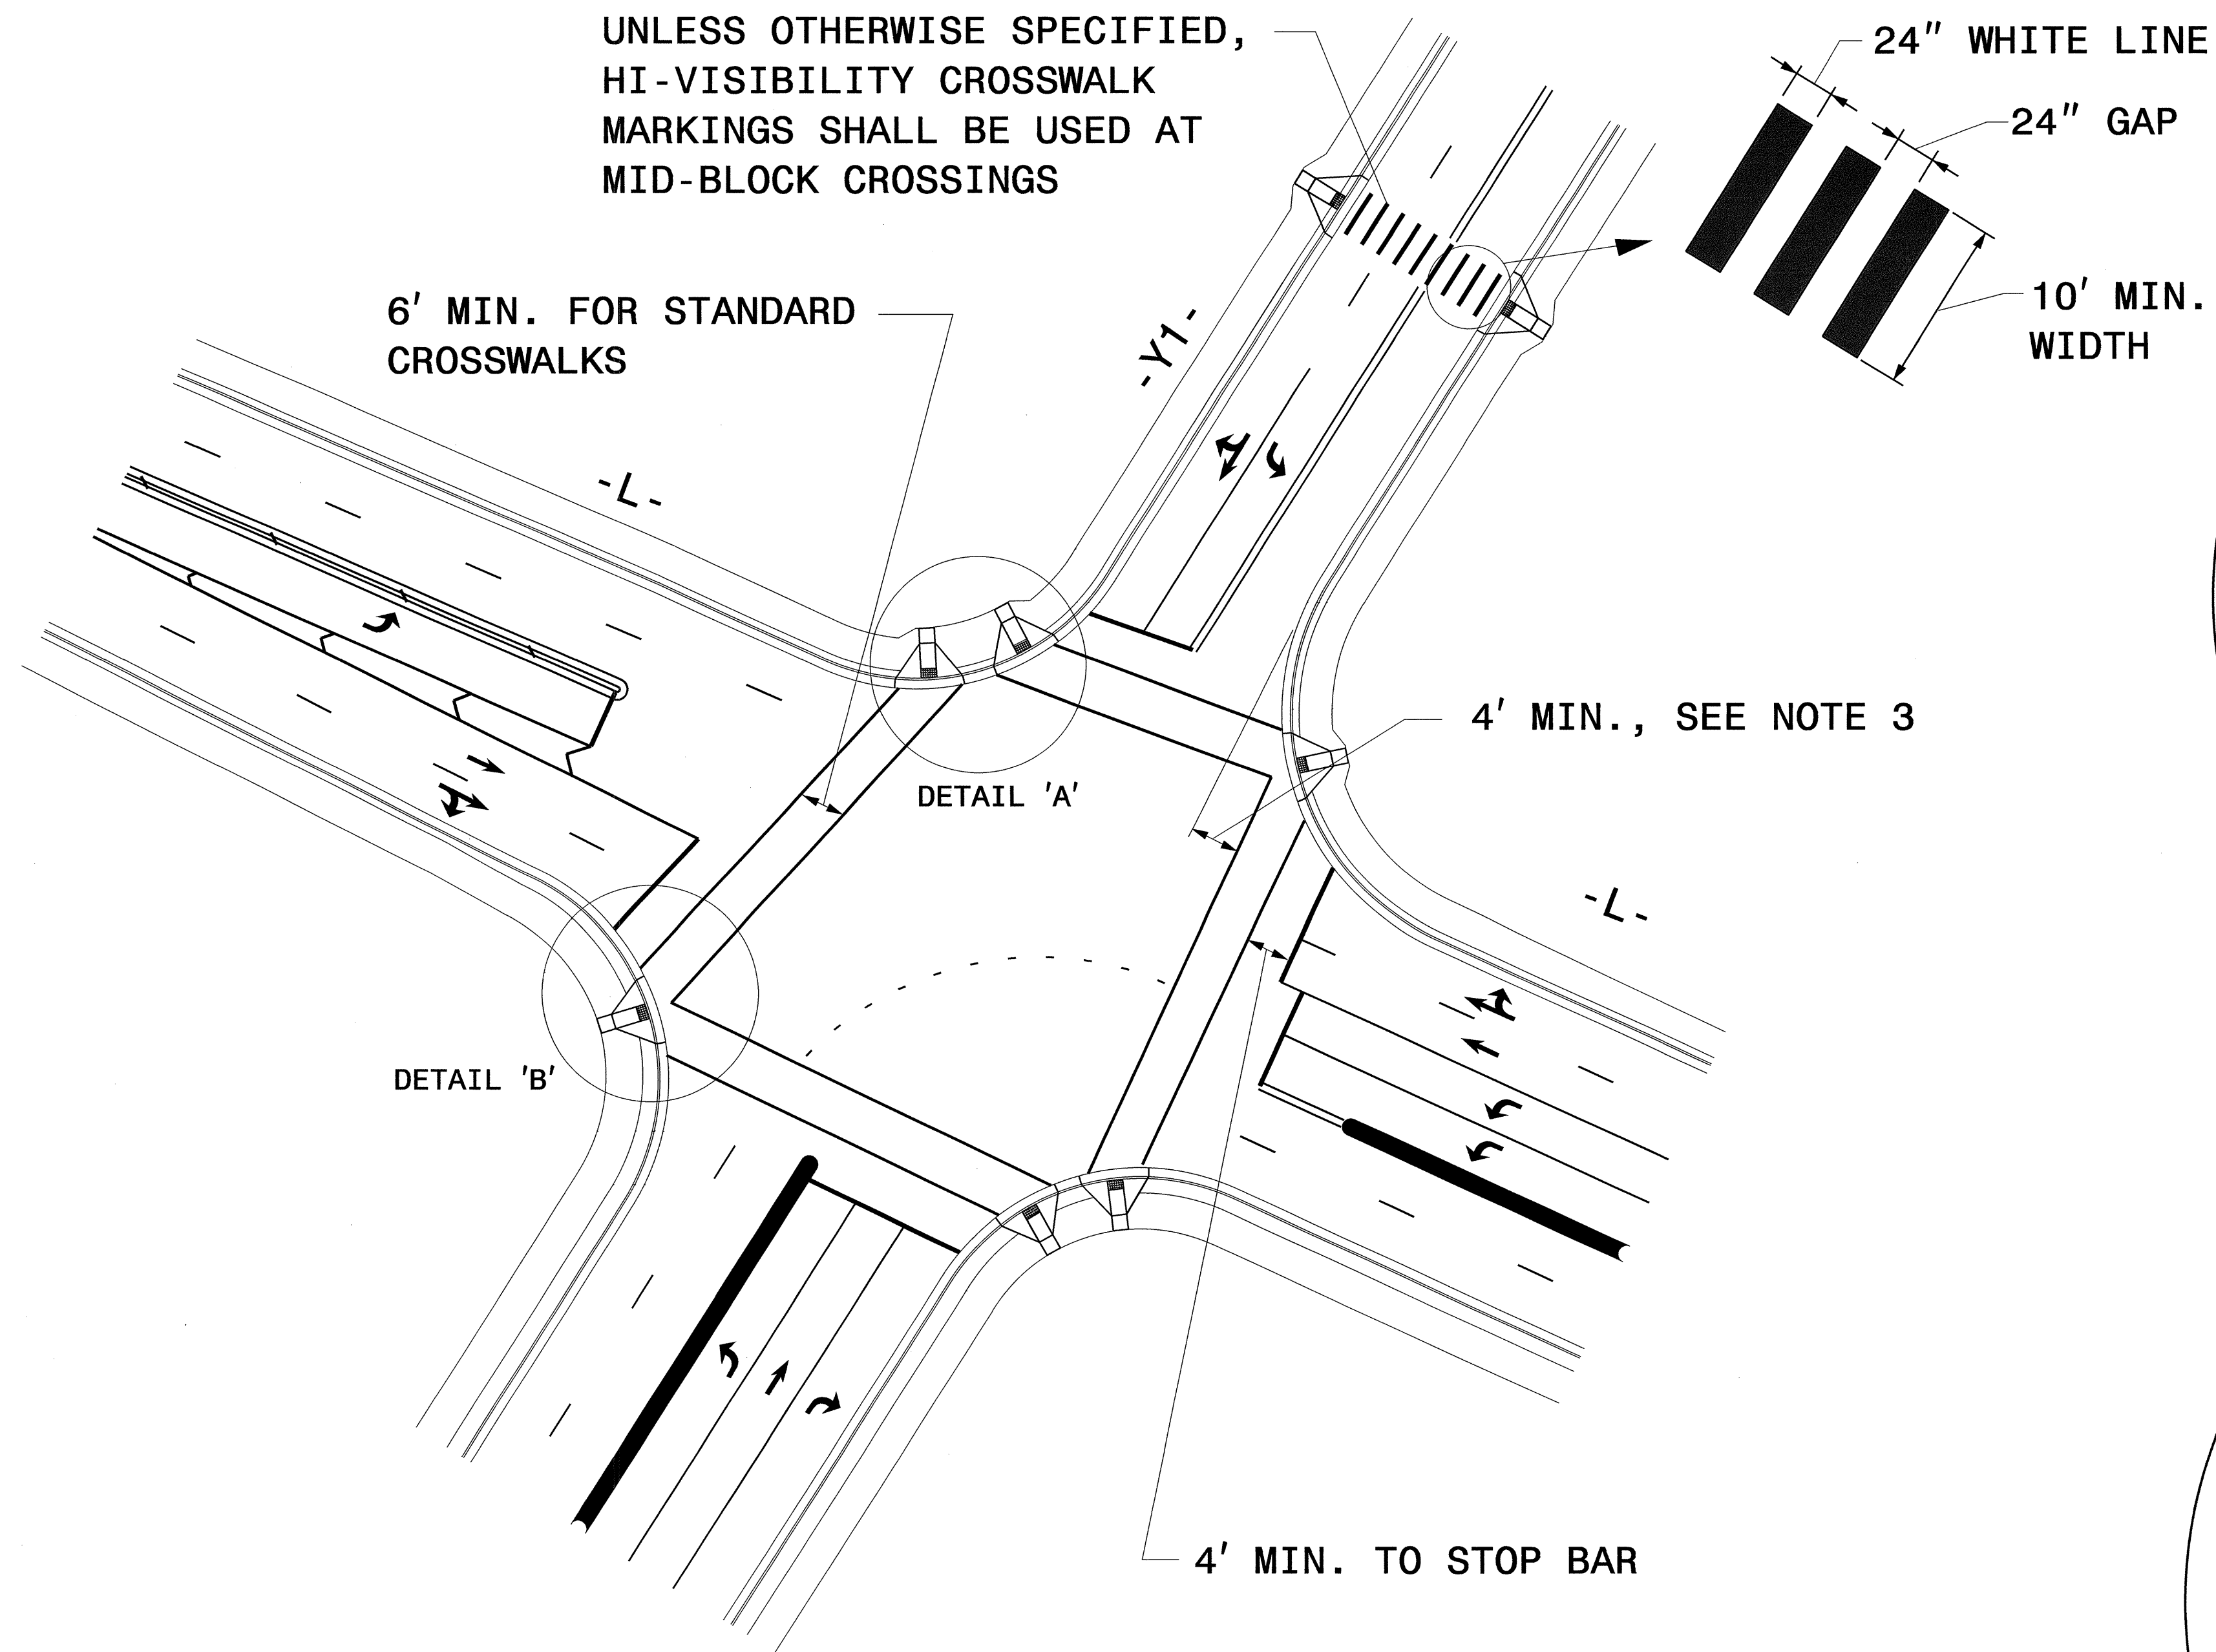 UNLESS OTHERWISE SPECIFIED,
HI-VISIBILITY CROSSWALK
MARKINGS SHALL BE USED AT
MID-BLOCK CROSSINGS
24" WHITE LINE
24" GAP
10' MIN.
WIDTH
6' MIN. FOR STANDARD
CROSSWALKS
-Y1-
-L-
4' MIN., SEE NOTE 3
DETAIL 'A'
-L-
DETAIL 'B'
4' MIN. TO STOP BAR